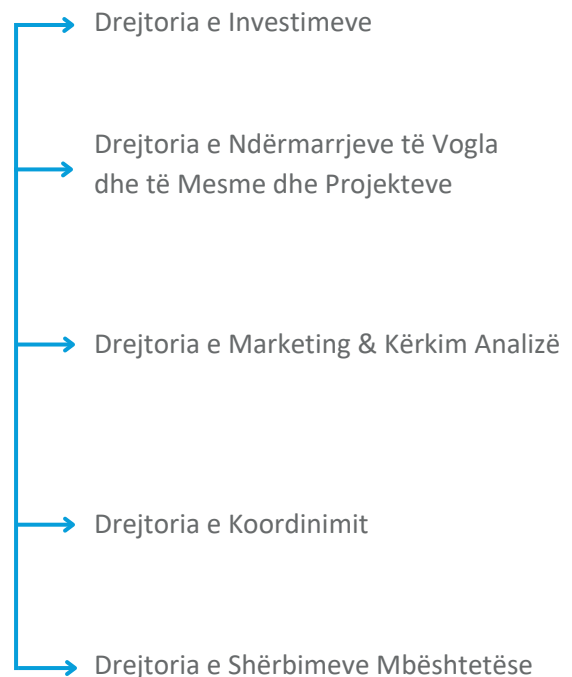 Drejtoria e Investimeve
Drejtoria e Ndërmarrjeve të Vogla
dhe të Mesme dhe Projekteve
Drejtoria e Marketing & Kërkim Analizë
Drejtoria e Koordinimit
Drejtoria e Shërbimeve Mbështetëse